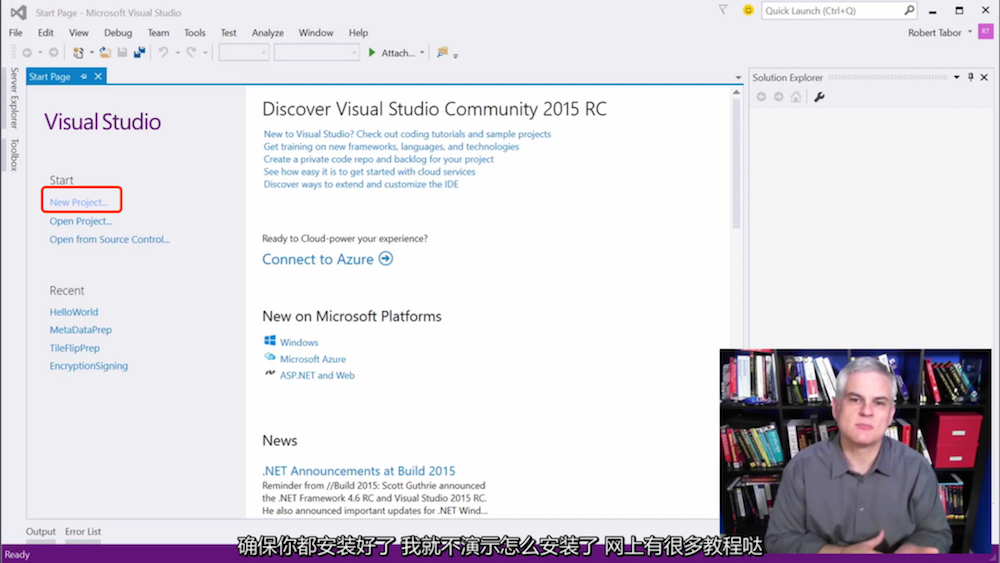 Start Page - Microsoft Visual Studio
Quick Launch (Ctrl+Q)
File Edit View Debug Team Tools Test Analyze Window Help
Robert Tabor
RT
Attach...
Server Explorer
Toolbox
Start Page
Visual Studio
Start
New Project...
Open Project...
Open from Source Control...
Recent
HelloWorld
MetaDataPrep
TileFlipPrep
EncryptionSigning
Discover Visual Studio Community 2015 RC
New to Visual Studio? Check out coding tutorials and sample projects
Get training on new frameworks, languages, and technologies
Create a private code repo and backlog for your project
See how easy it is to get started with cloud services
Discover ways to extend and customize the IDE
Ready to Cloud-power your experience?
Connect to Azure
New on Microsoft Platforms
Windows
Microsoft Azure
ASP.NET and Web
News
.NET Announcements at Build 2015
Reminder from //Build 2015: Scott Guthrie announced
the .NET Framework 4.6 RC and Visual Studio 2015 RC.
He also announced important updates for .NET Wind...
Solution Explorer
Output Error List
Ready
确保你都安装好了 我就不演示怎么安装了 网上有很多教程哒